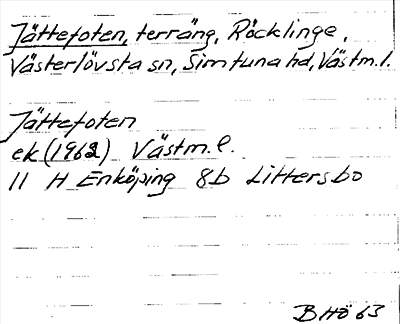 Jättefoten, terräng, Röcklinge,
Västerlövsta sn, Simtuna hd, Västm.l.
Jättefoten
ek (1962) Västm.l.
11 H Enköping 8b Littersbo
BHö 63